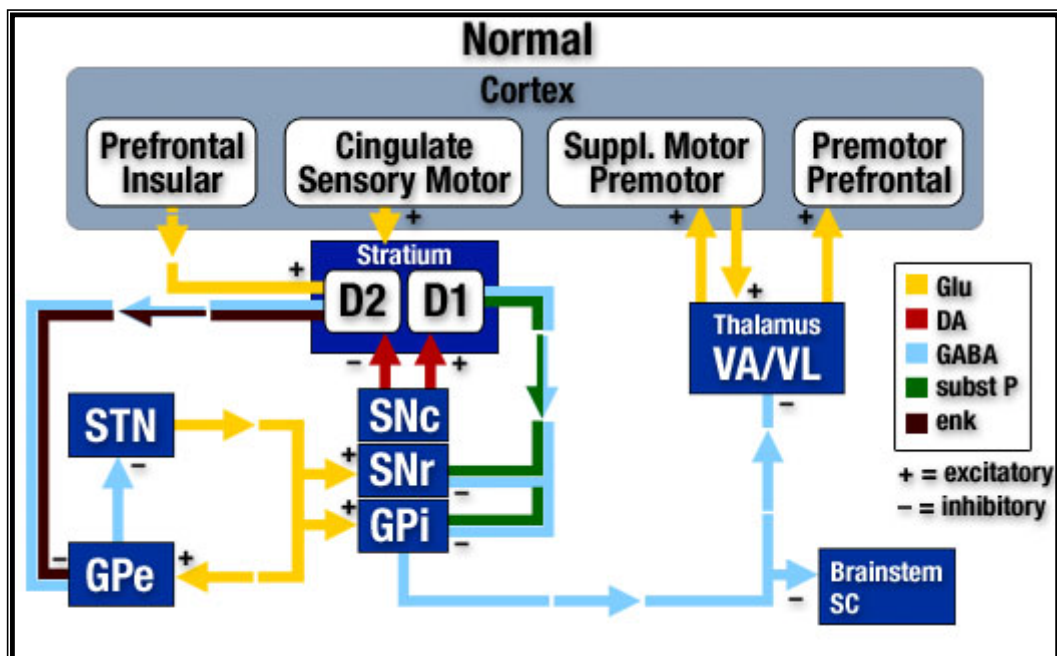 Normal
Cortex
Prefrontal
Insular
Cingulate
Sensory Motor
Suppl. Motor
Premotor
Premotor
Prefrontal
+
+
+
+
Stratium
D2
D1
+
-
+
Thalamus
VA/VL
-
Glu
DA
GABA
subst P
enk
+ = excitatory
- = inhibitory
STN
-
SNc
+
SNr
-
+
GPi
-
-
GPe
+
Brainstem
SC
-